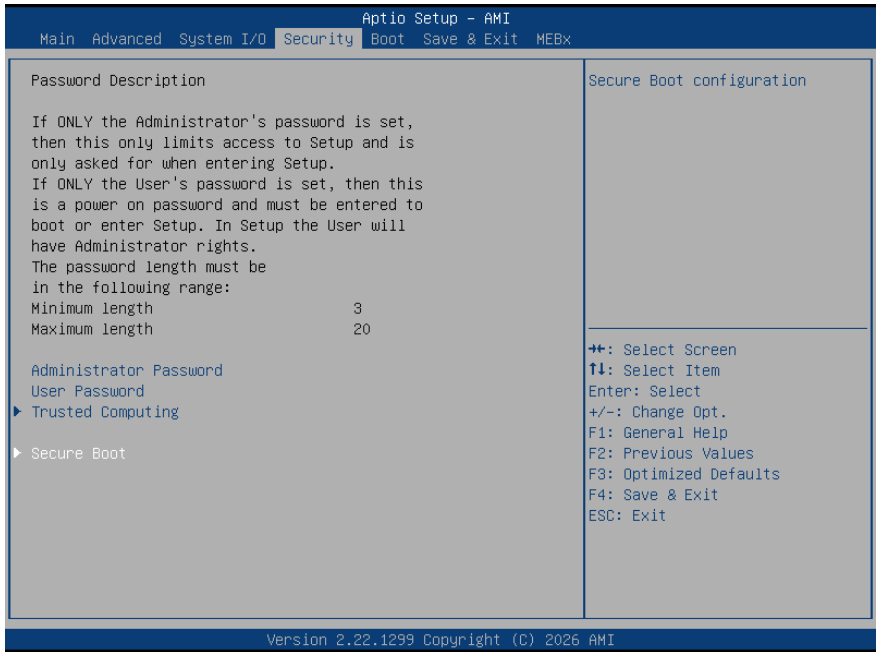 Aptio Setup – AMI
Main Advanced System I/O Security Boot Save & Exit MEBx
Password Description
If ONLY the Administrator's password is set,
then this only limits access to Setup and is
only asked for when entering Setup.
If ONLY the User's password is set, then this
is a power on password and must be entered to
boot or enter Setup. In Setup the User will
have Administrator rights.
The password length must be
in the following range:
Minimum length 3
Maximum length 20
Administrator Password
User Password
Trusted Computing
Secure Boot
Secure Boot configuration
→←: Select Screen
↑↓: Select Item
Enter: Select
+/-: Change Opt.
F1: General Help
F2: Previous Values
F3: Optimized Defaults
F4: Save & Exit
ESC: Exit
Version 2.22.1299 Copyright (C) 2026 AMI